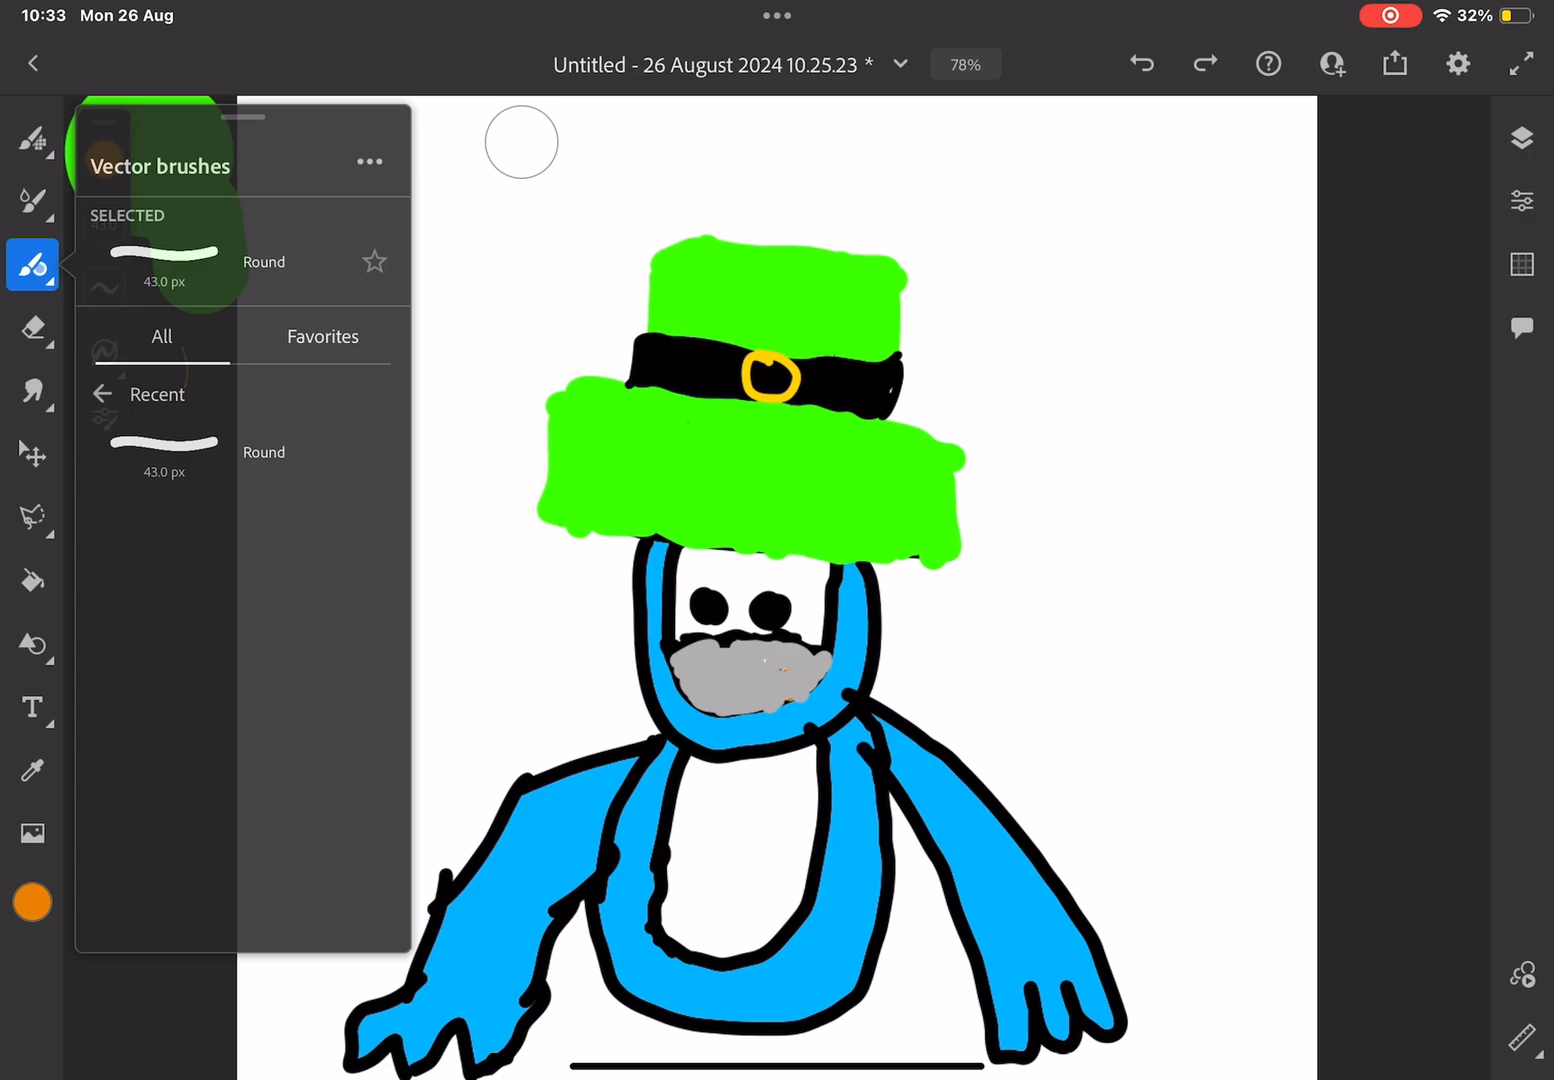 10:33 Mon 26 Aug
32%
Untitled - 26 August 2024 10.25.23 *
78%
Vector brushes
SELECTED
Round
43.0 px
All Favorites
Recent
Round
43.0 px
T